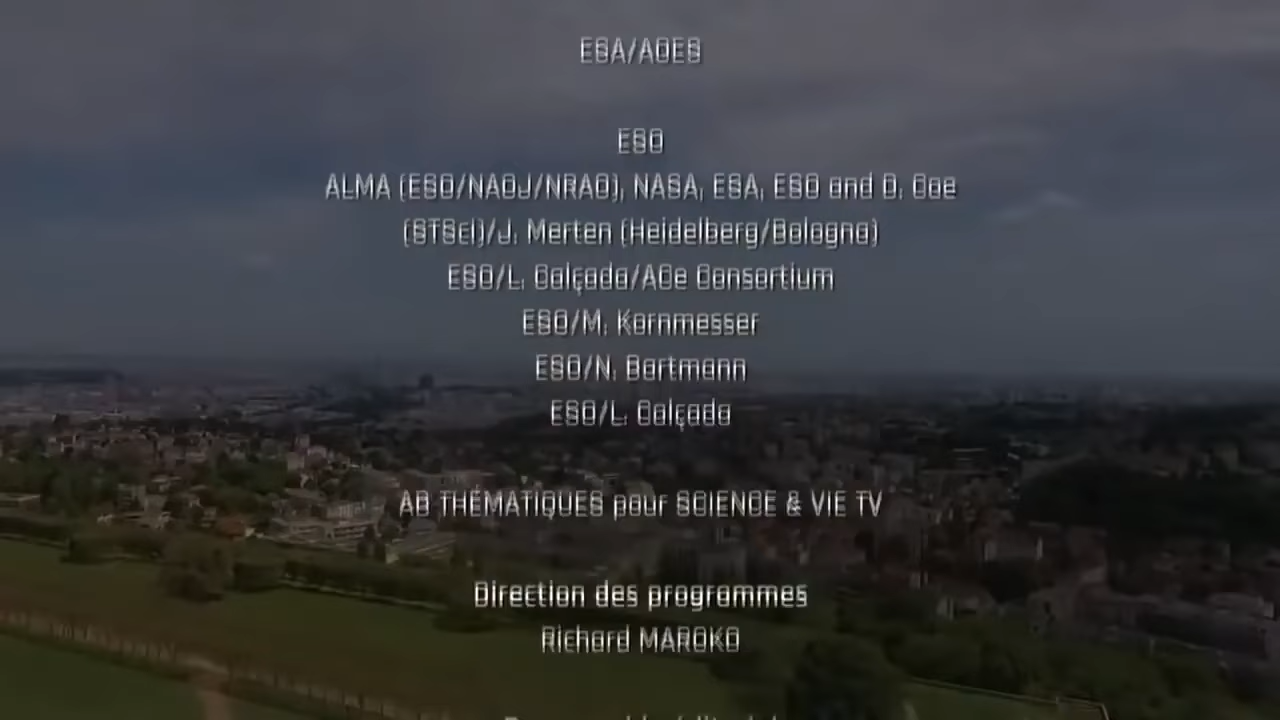 ESA/AOES
ESO
ALMA (ESO/NAOJ/NRAO), NASA, ESA, ESO and D. Coe
(STScI)/J. Merten (Heidelberg/Bologna)
ESO/L. Calçada/ACe Consortium
ESO/M. Kornmesser
ESO/N. Bartmann
ESO/L. Calçada
AB THÉMATIQUES pour SCIENCE & VIE TV
Direction des programmes
Richard MAROKO